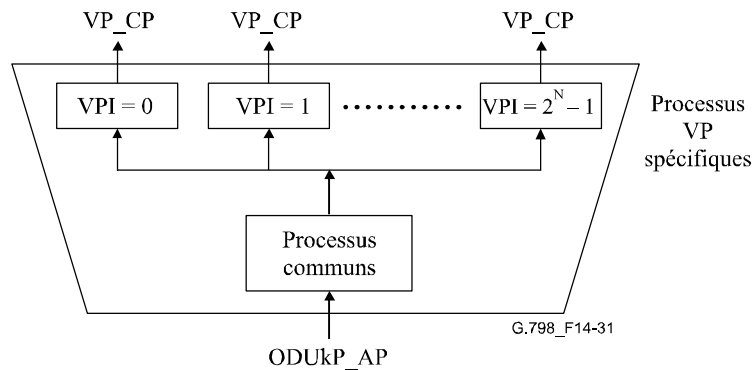 VP_CP VP_CP VP_CP
VPI = 0 VPI = 1 VPI = 2^N – 1
Processus
VP
spécifiques
Processus
communs
G.798_F14-31
ODUkP_AP